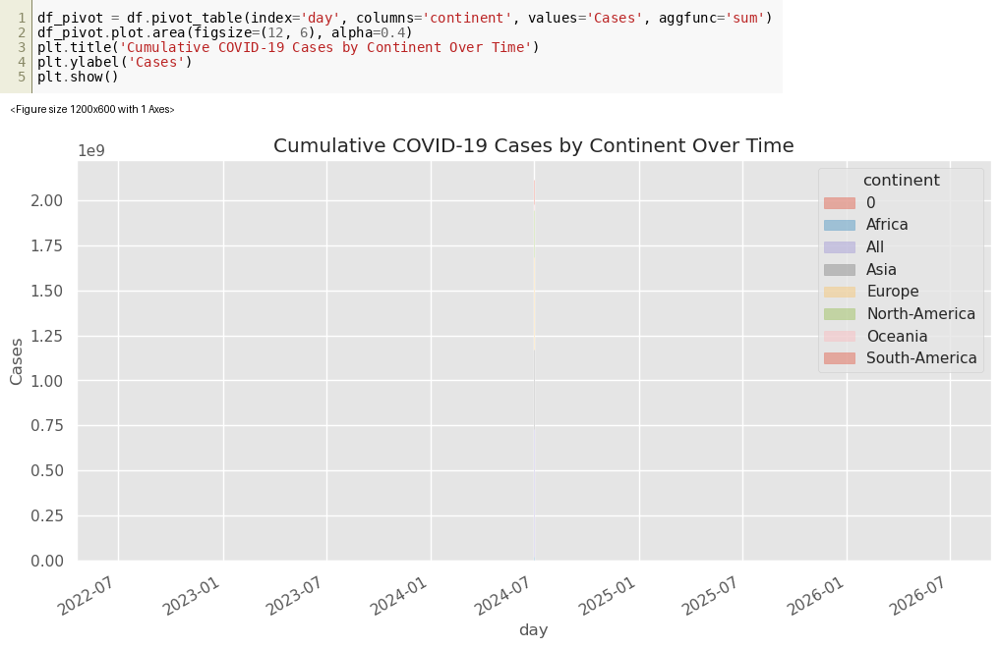 1 df_pivot = df.pivot_table(index='day', columns='continent', values='Cases', aggfunc='sum')
2 df_pivot.plot.area(figsize=(12, 6), alpha=0.4)
3 plt.title('Cumulative COVID-19 Cases by Continent Over Time')
4 plt.ylabel('Cases')
5 plt.show()
<Figure size 1200x600 with 1 Axes>
Cumulative COVID-19 Cases by Continent Over Time
1e9
2.00
1.75
1.50
1.25
1.00
0.75
0.50
0.25
0.00
Cases
continent
0
Africa
All
Asia
Europe
North-America
Oceania
South-America
2022-07
2023-01
2023-07
2024-01
2024-07
2025-01
2025-07
2026-01
2026-07
day